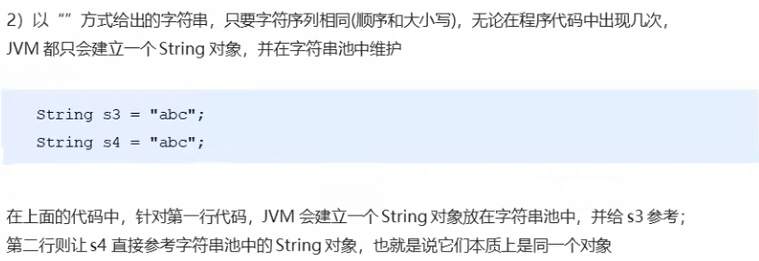 2）以“”方式给出的字符串，只要字符序列相同(顺序和大小写)，无论在程序代码中出现几次，
JVM 都只会建立一个 String 对象，并在字符串池中维护
String s3 = "abc";
String s4 = "abc";
在上面的代码中，针对第一行代码，JVM 会建立一个 String 对象放在字符串池中，并给 s3 参考；
第二行则让 s4 直接参考字符串池中的 String 对象，也就是说它们本质上是同一个对象